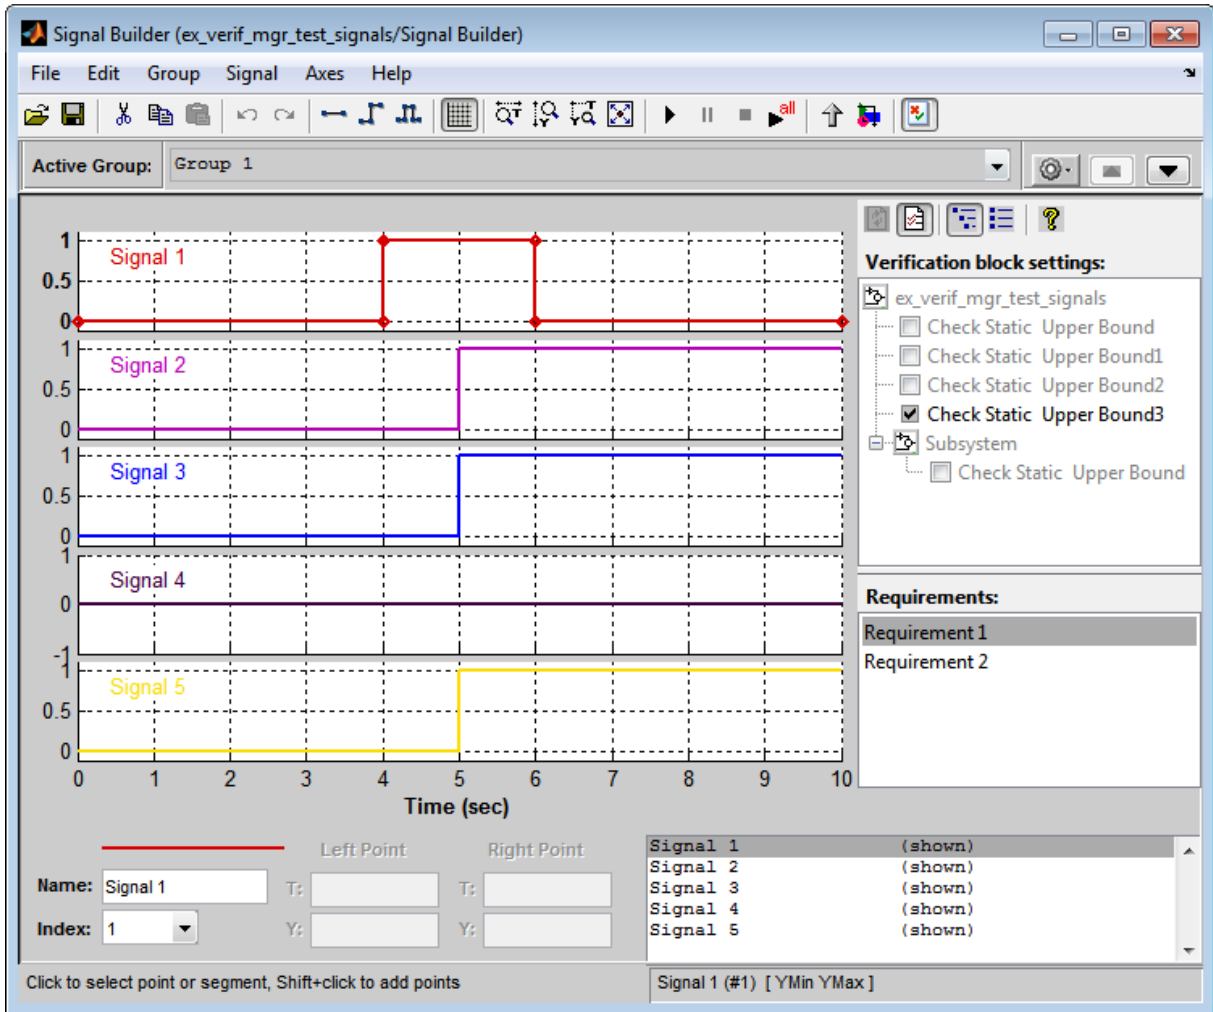 Signal Builder (ex_verif_mgr_test_signals/Signal Builder)
File Edit Group Signal Axes Help
all
Active Group: Group 1
Verification block settings:
ex_verif_mgr_test_signals
Check Static Upper Bound
Check Static Upper Bound1
Check Static Upper Bound2
Check Static Upper Bound3
Subsystem
Check Static Upper Bound
Requirements:
Requirement 1
Requirement 2
1
Signal 1
0.5
0
1
Signal 2
0.5
0
1
Signal 3
0.5
0
1
Signal 4
0
-1
1
Signal 5
0.5
0
0 1 2 3 4 5 6 7 8 9 10
Time (sec)
Left Point Right Point
Name: Signal 1 T: T:
Index: 1 Y: Y:
Signal 1 (shown)
Signal 2 (shown)
Signal 3 (shown)
Signal 4 (shown)
Signal 5 (shown)
Click to select point or segment, Shift+click to add points
Signal 1 (#1) [ YMin YMax ]